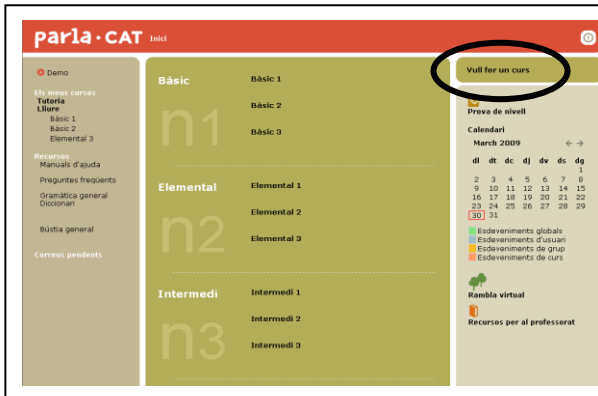 parla·CAT Inici
Demo
Els meus cursos
Tutoria
Lliure
Bàsic 1
Bàsic 2
Elemental 3
Recursos
Manuals d'ajuda
Preguntes freqüents
Gramàtica general
Diccionari
Bústia general
Correus pendents
Bàsic
n1
Bàsic 1
Bàsic 2
Bàsic 3
Elemental
n2
Elemental 1
Elemental 2
Elemental 3
Intermedi
n3
Intermedi 1
Intermedi 2
Intermedi 3
Vull fer un curs
Prova de nivell
Calendari
March 2009 ← →
dl dt dc dj dv ds dg
1
2 3 4 5 6 7 8
9 10 11 12 13 14 15
16 17 18 19 20 21 22
23 24 25 26 27 28 29
30 31
Esdeveniments globals
Esdeveniments d'usuari
Esdeveniments de grup
Esdeveniments de curs
Rambla virtual
Recursos per al professorat